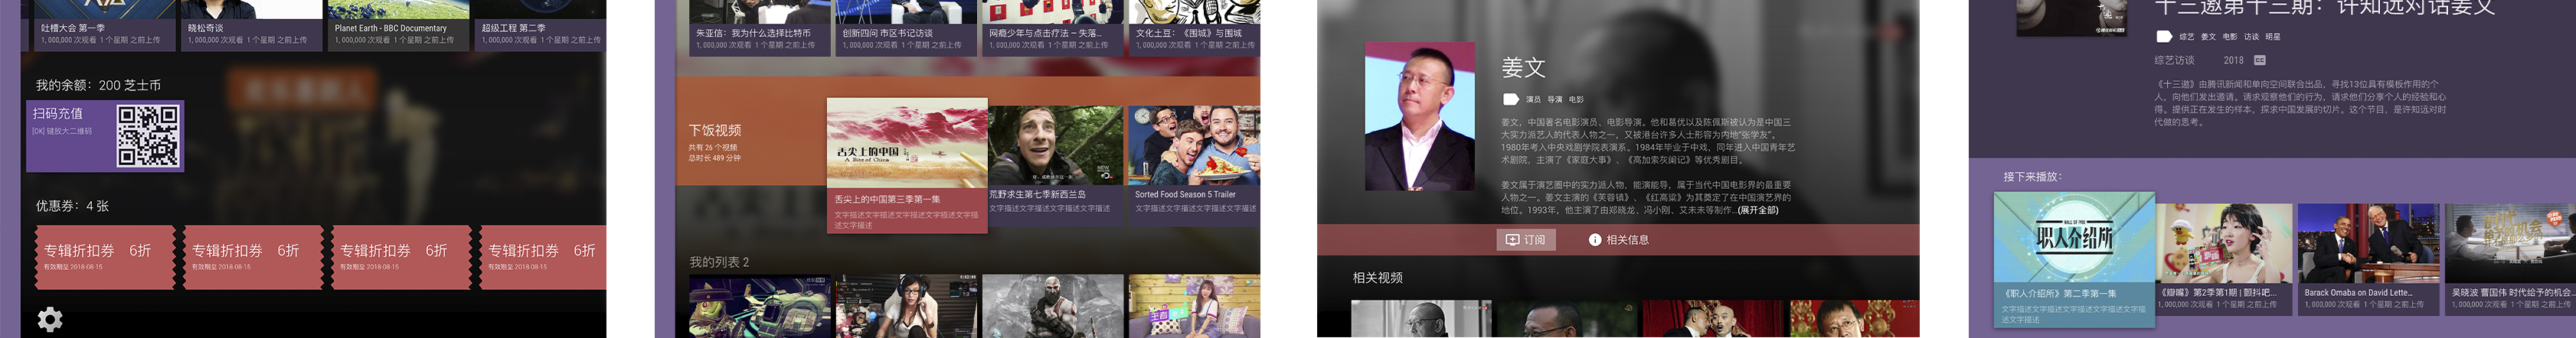 吐槽大会 第一季
1,000,000 次观看 1 个星期 之前上传
晓松奇谈
1,000,000 次观看 1 个星期 之前上传
Planet Earth - BBC Documentary
1,000,000 次观看 1 个星期 之前上传
超级工程 第二季
1,000,000 次观看 1 个星期 之前上传
我的余额：200 芝士币
扫码充值
[OK] 键放大二维码
优惠券：4 张
专辑折扣券 6折
有效期至 2018-08-15
专辑折扣券 6折
有效期至 2018-08-15
专辑折扣券 6折
有效期至 2018-08-15
专辑折扣券 6折
有效期至 2018-08-15
朱亚信：我为什么选择比特币
1,000,000 次观看 1 个星期 之前上传
创新四问 市区书记访谈
1,000,000 次观看 1 个星期 之前上传
网瘾少年与点击疗法 – 失落...
1,000,000 次观看 1 个星期 之前上传
文化土豆：《围城》与围城
1,000,000 次观看 1 个星期 之前上传
下饭视频
共有 26 个视频
总时长 489 分钟
舌尖上的中国
A Bite of China
舌尖上的中国第三季第一集
文字描述文字描述文字描述文字描述文字描
述文字描述
荒野求生第七季新西兰岛
文字描述文字描述文字描述文字描述
Sorted Food Season 5 Trailer
文字描述文字描述文字描述文字描述
我的列表 2
姜文
演员 导演 电影
姜文，中国著名电影演员、电影导演。他和葛优以及陈佩斯被认为是中国三
大实力派艺人的代表人物之一，又被港台许多人士形容为内地“张学友”。
1980年考入中央戏剧学院表演系。1984年毕业于中戏，同年进入中国青年艺
术剧院，主演了《家庭大事》、《高加索灰阑记》等优秀剧目。
姜文属于演艺圈中的实力派人物，能演能导，属于当代中国电影界的最重要
人物之一。姜文主演的《芙蓉镇》、《红高粱》为其奠定了在中国演艺界的
地位。1993年，他主演了由郑晓龙、冯小刚、艾未未等制作...(展开全部)
订阅
相关信息
相关视频
十三邀第十三期：许知远对话姜文
综艺 姜文 电影 访谈 明星
综艺访谈 2018 CC
《十三邀》由腾讯新闻和单向空间联合出品，寻找13位具有模板作用的个
人，向他们发出邀请。请求观察他们的行为，请求他们分享个人的经验和心
得。提供正在发生的样本，探求中国发展的切片。这个节目，是许知远对时
代做的思考。
接下来播放：
职人介绍所
《职人介绍所》第二季第一集
文字描述文字描述文字描述文字描述文字描
述文字描述
《瓣嘴》第2季第1期 | 颤抖吧...
1,000,000 次观看 1 个星期 之前上传
Barack Omaba on David Lette...
1,000,000 次观看 1 个星期 之前上传
吴晓波 曹国伟 时代给予的机会...
1,000,000 次观看 1 个星期 之前上传